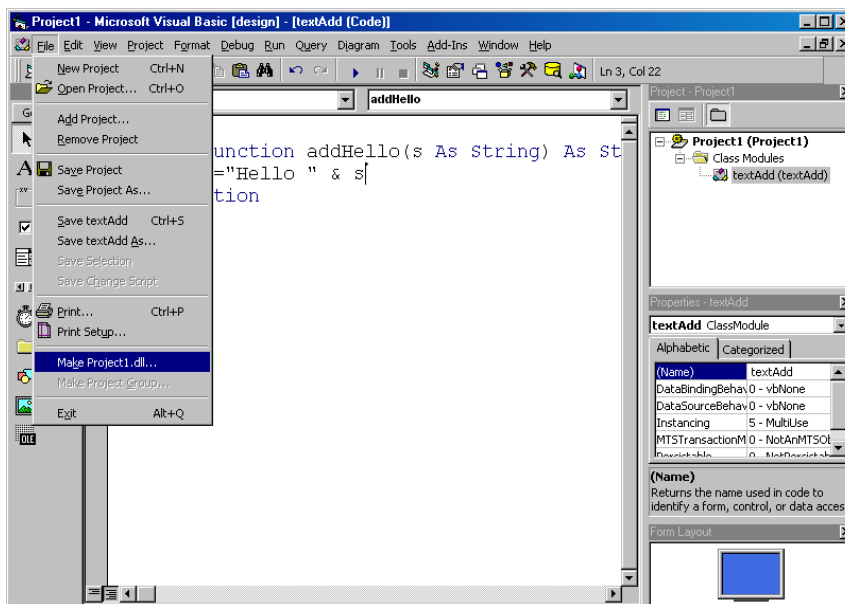 Project1 - Microsoft Visual Basic [design] - [textAdd (Code)]
File Edit View Project Format Debug Run Query Diagram Tools Add-Ins Window Help
Ln 3, Col 22
New Project Ctrl+N
Open Project... Ctrl+O
Add Project...
Remove Project
Save Project
Save Project As...
Save textAdd Ctrl+S
Save textAdd As...
Save Selection
Save Change Script
Print... Ctrl+P
Print Setup...
Make Project1.dll...
Make Project Group...
Exit Alt+Q
A
OLE
addHello
unction addHello(s As String) As St
="Hello " & s
tion
Project - Project1
Project1 (Project1)
Class Modules
textAdd (textAdd)
Properties - textAdd
textAdd ClassModule
Alphabetic Categorized
(Name) textAdd
DataBindingBehav 0 - vbNone
DataSourceBehav 0 - vbNone
Instancing 5 - MultiUse
MTSTransactionM 0 - NotAnMTSOb
Persistable 0 - NotPersistab
(Name)
Returns the name used in code to
identify a form, control, or data acces
Form Layout